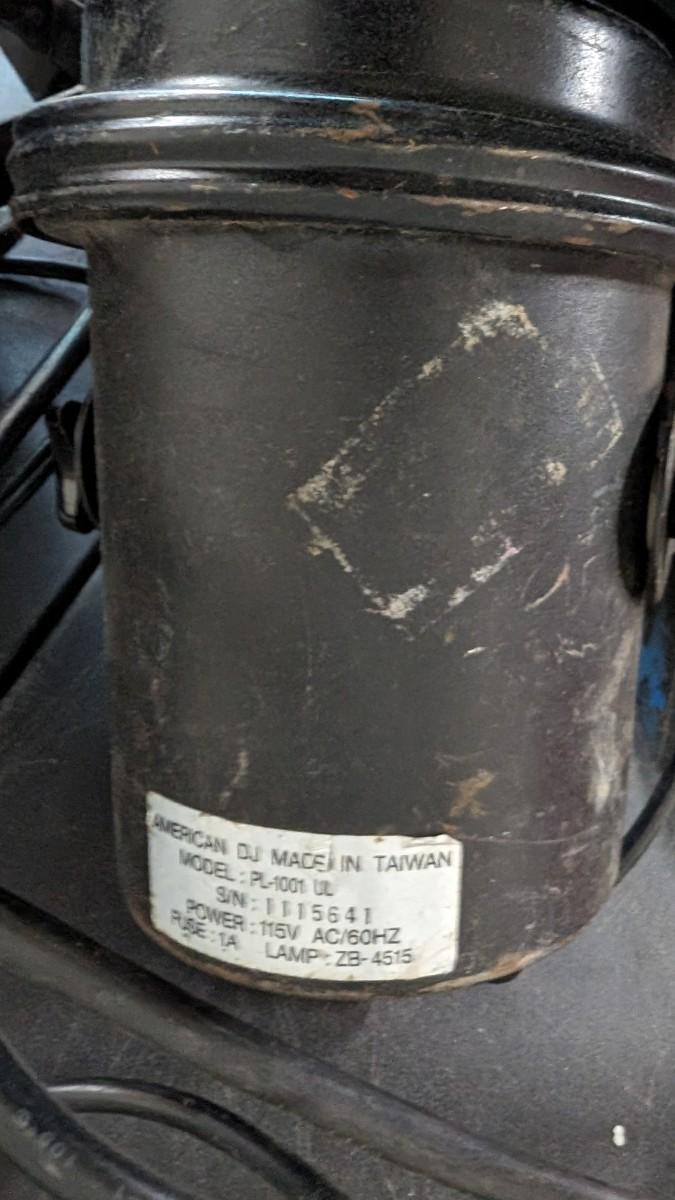 AMERICAN DJ MADE IN TAIWAN
MODEL : PL-1001 UL
S/N : 1115641
POWER : 115V AC/60HZ
FUSE : 1A LAMP : ZB-4515